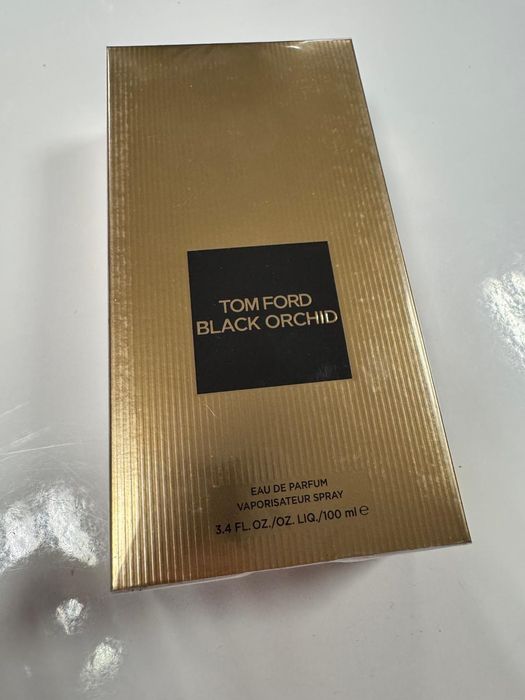 TOM FORD
BLACK ORCHID
EAU DE PARFUM
VAPORISATEUR SPRAY
3.4 FL. OZ./OZ. LIQ./100 ml ℮